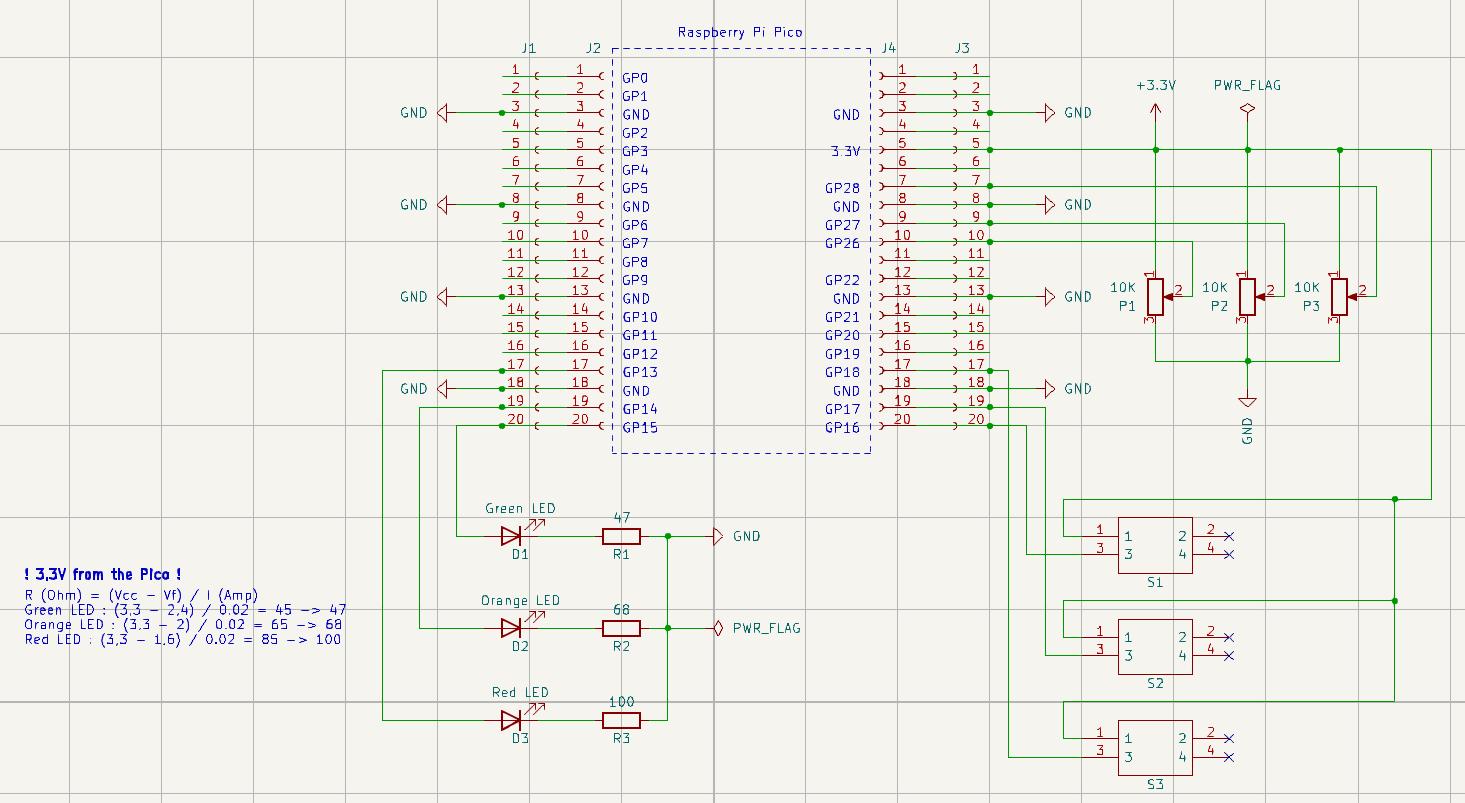 Raspberry Pi Pico
J1 J2 J4 J3
1 1 GP0 1 1
2 2 GP1 2 2
GND 3 3 GND GND 3 3 GND
4 4 GP2 4 4
5 5 GP3 3.3V 5 5
6 6 GP4 6 6
7 7 GP5 GP28 7 7
GND 8 8 GND GND 8 8 GND
9 9 GP6 GP27 9 9
10 10 GP7 GP26 10 10
11 11 GP8 11 11
12 12 GP9 GP22 12 12
GND 13 13 GND GND 13 13 GND
14 14 GP10 GP21 14 14
15 15 GP11 GP20 15 15
16 16 GP12 GP19 16 16
17 17 GP13 GP18 17 17
GND 18 18 GND GND 18 18 GND
19 19 GP14 GP17 19 19
20 20 GP15 GP16 20 20
+3.3V PWR_FLAG
1 1 1
10K 2 10K 2 10K 2
P1 P2 P3
3 3 3
GND
Green LED 47
D1 R1 GND
Orange LED 68
D2 R2 PWR_FLAG
Red LED 100
D3 R3
! 3,3V from the Pico !
R (Ohm) = (Vcc - Vf) / I (Amp)
Green LED : (3,3 - 2,4) / 0.02 = 45 -> 47
Orange LED : (3,3 - 2) / 0.02 = 65 -> 68
Red LED : (3,3 - 1,6) / 0.02 = 85 -> 100
1 1 2 2
3 3 4 4
S1
1 1 2 2
3 3 4 4
S2
1 1 2 2
3 3 4 4
S3